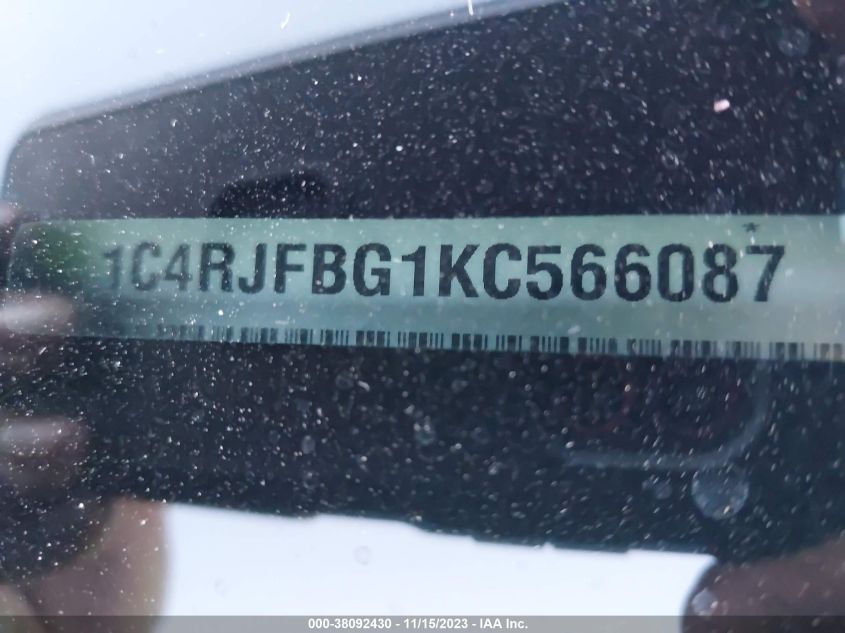 *
1C4RJFBG1KC566087
000-38092430 - 11/15/2023 - IAA Inc.